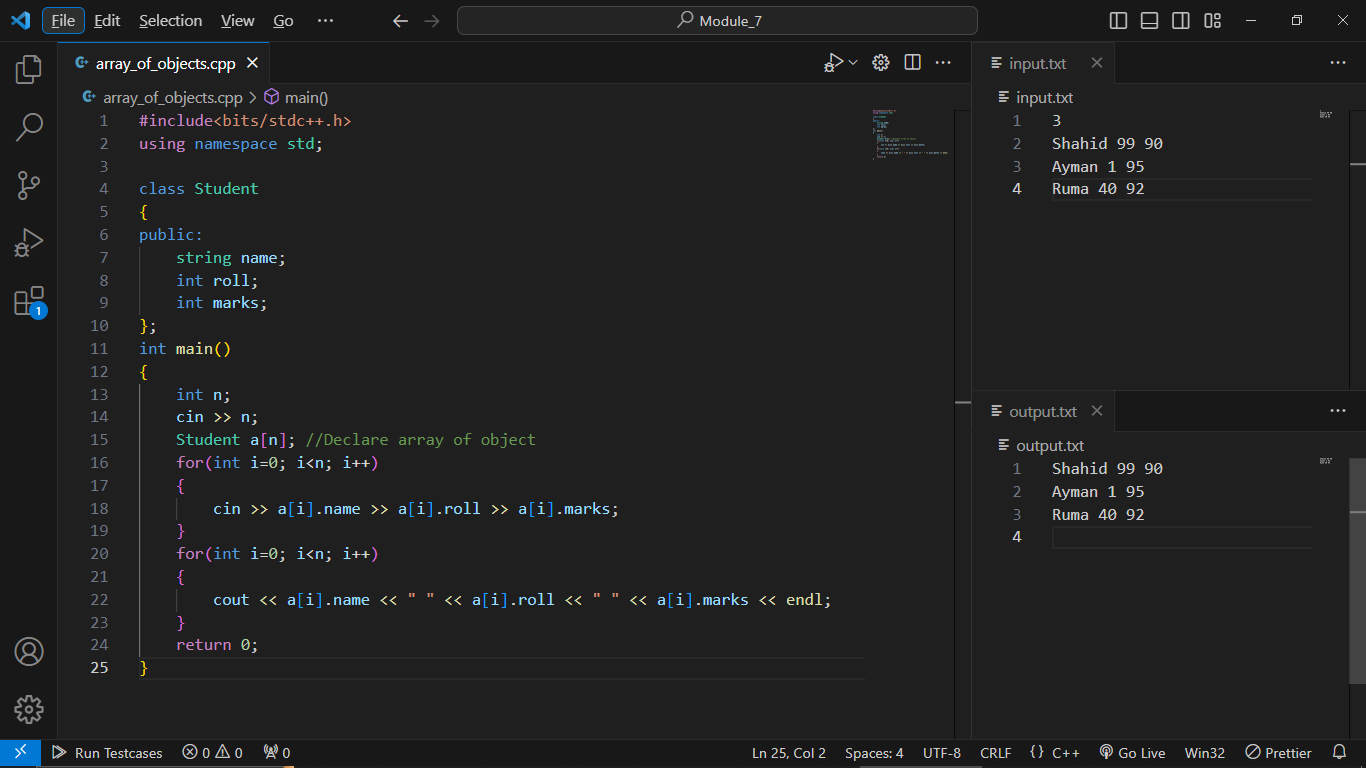 File Edit Selection View Go ··· Module_7
array_of_objects.cpp
array_of_objects.cpp > main()
1 #include<bits/stdc++.h>
2 using namespace std;
3
4 class Student
5 {
6 public:
7 string name;
8 int roll;
9 int marks;
10 };
11 int main()
12 {
13 int n;
14 cin >> n;
15 Student a[n]; //Declare array of object
16 for(int i=0; i<n; i++)
17 {
18 cin >> a[i].name >> a[i].roll >> a[i].marks;
19 }
20 for(int i=0; i<n; i++)
21 {
22 cout << a[i].name << " " << a[i].roll << " " << a[i].marks << endl;
23 }
24 return 0;
25 }
input.txt
input.txt
1 3
2 Shahid 99 90
3 Ayman 1 95
4 Ruma 40 92
output.txt
output.txt
1 Shahid 99 90
2 Ayman 1 95
3 Ruma 40 92
4
1
Run Testcases 0 0 0 Ln 25, Col 2 Spaces: 4 UTF-8 CRLF {} C++ Go Live Win32 Prettier